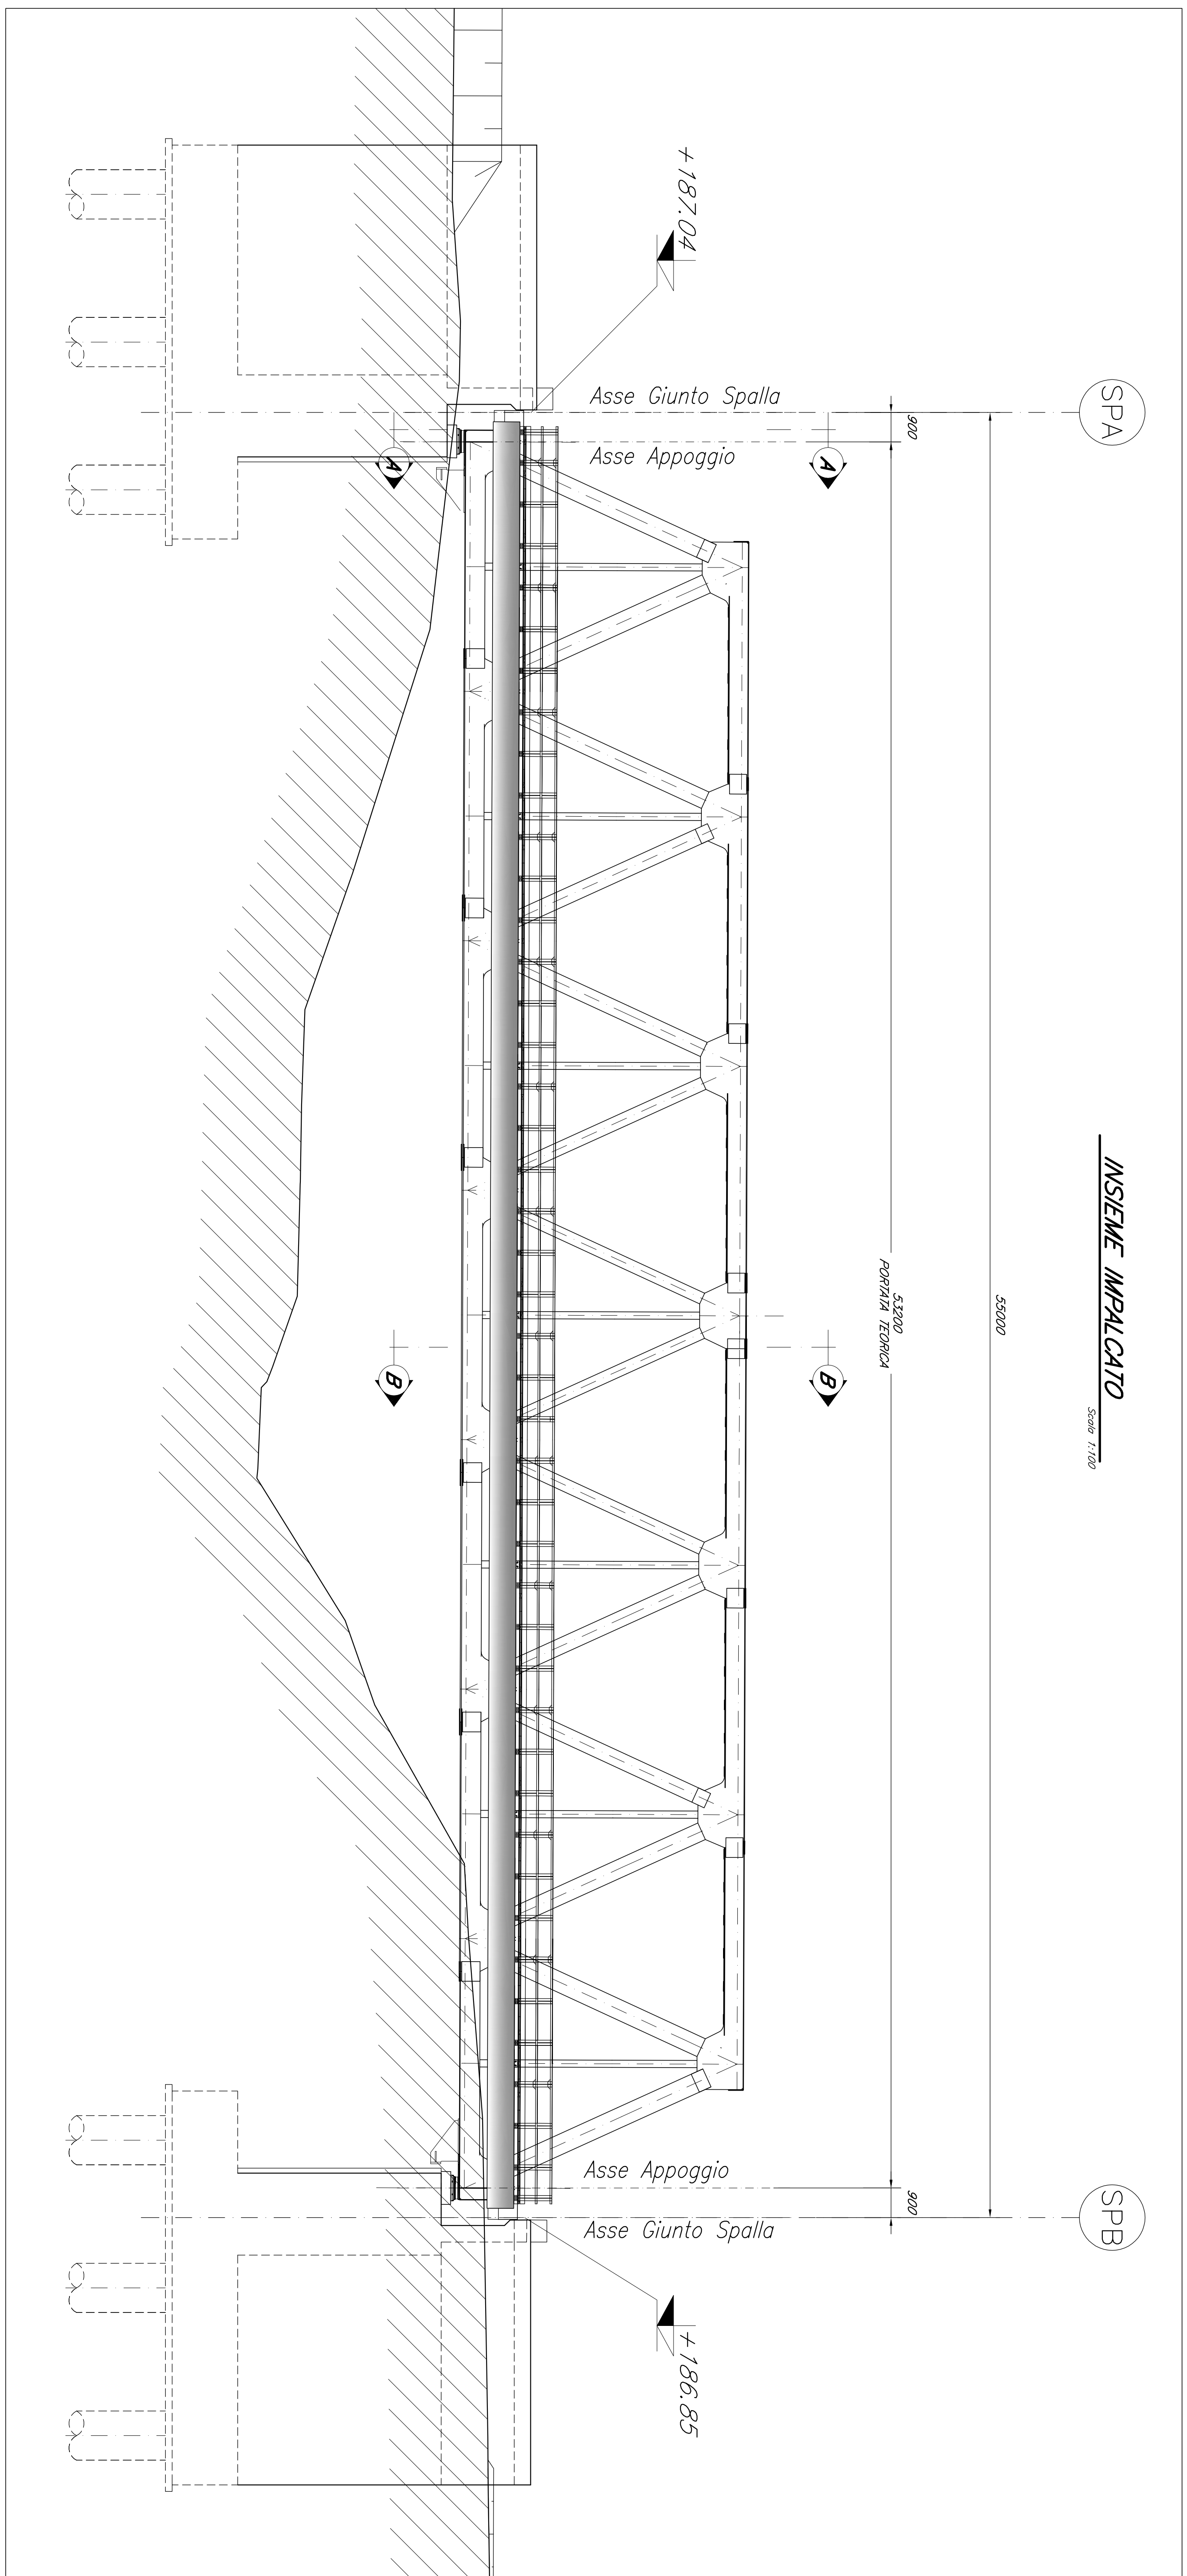 INSIEME IMPALCATO
Scala 1:100
SPA
SPB
55000
900
53200
PORTATA TEORICA
900
A
B
+187.04
Asse Giunto Spalla
Asse Appoggio
Asse Appoggio
Asse Giunto Spalla
+186.85
A
B